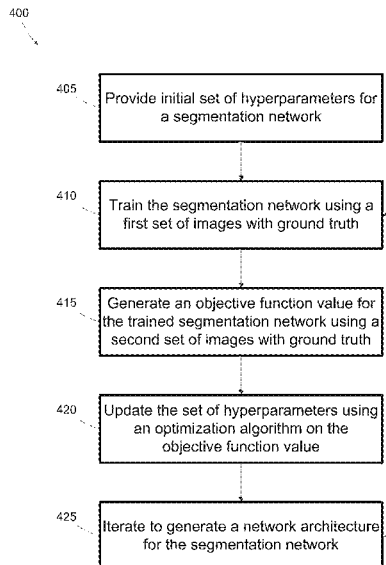 400
405
Provide initial set of hyperparameters for
a segmentation network
410
Train the segmentation network using a
first set of images with ground truth
415
Generate an objective function value for
the trained segmentation network using a
second set of images with ground truth
420
Update the set of hyperparameters using
an optimization algorithm on the
objective function value
425
Iterate to generate a network architecture
for the segmentation network